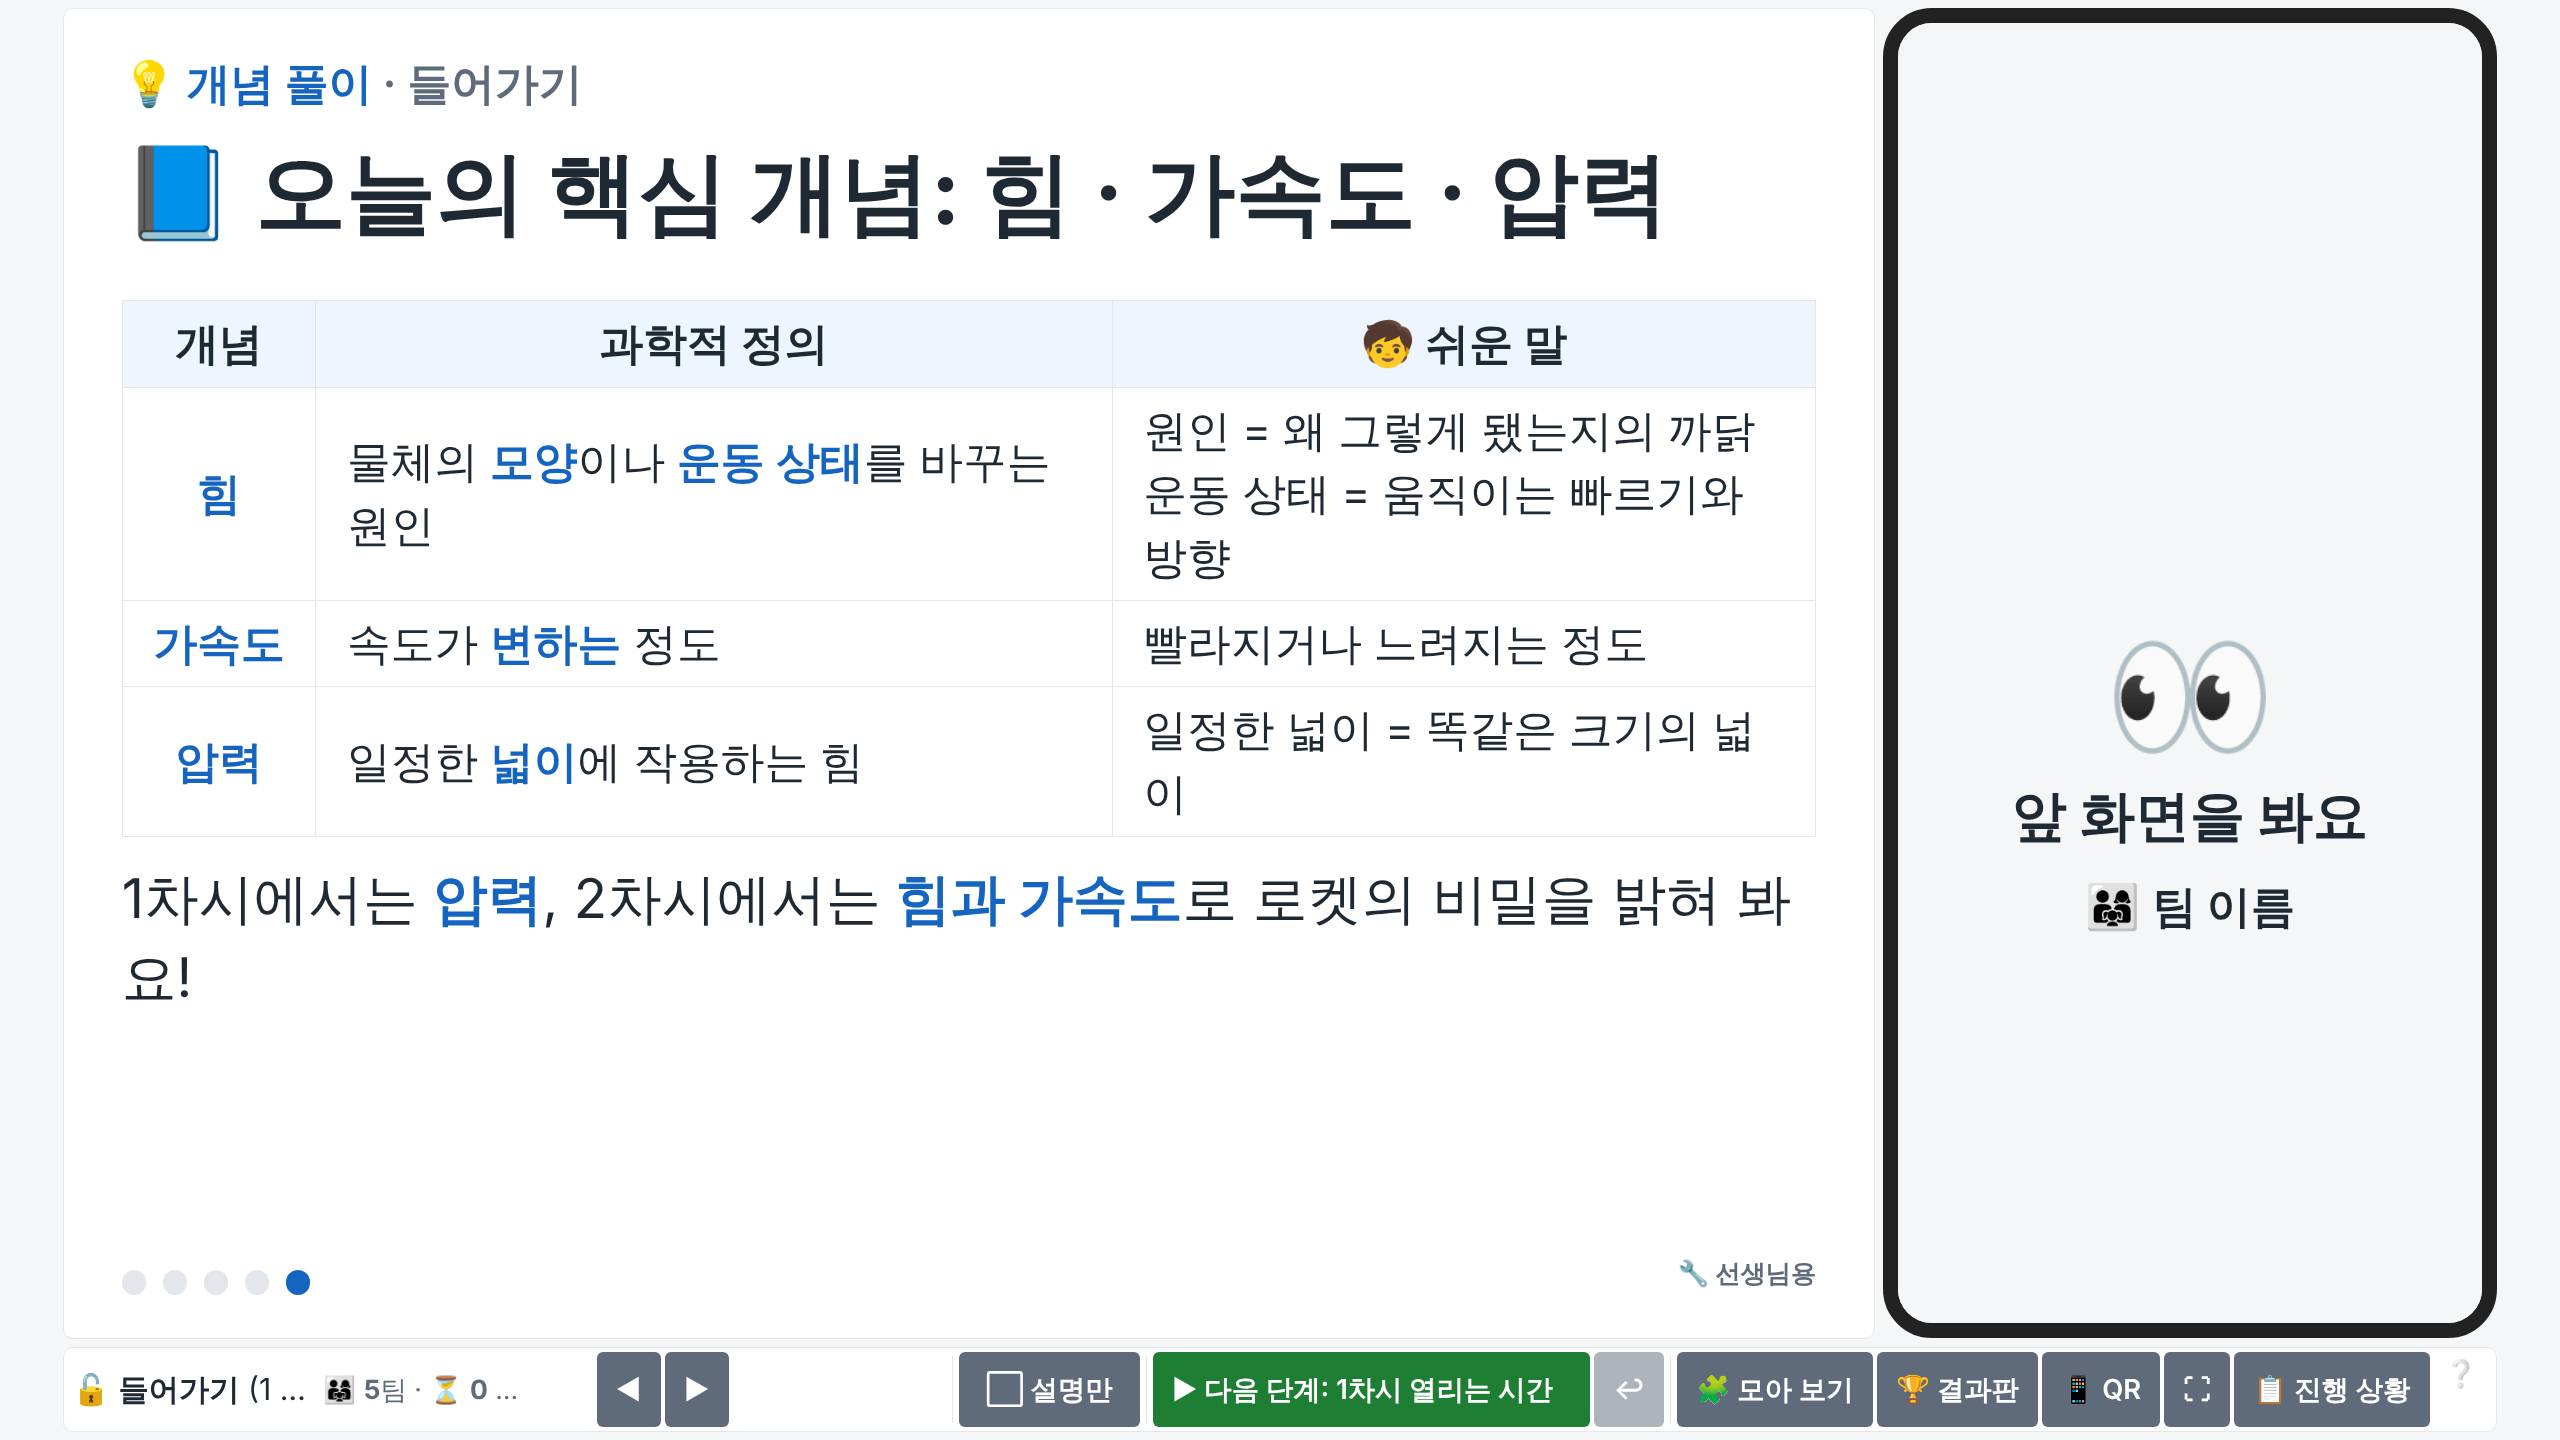 💡 개념 풀이 · 들어가기
📘 오늘의 핵심 개념: 힘 · 가속도 · 압력
개념
과학적 정의
🧒 쉬운 말
힘
물체의 모양이나 운동 상태를 바꾸는
원인
원인 = 왜 그렇게 됐는지의 까닭
운동 상태 = 움직이는 빠르기와
방향
가속도
속도가 변하는 정도
빨라지거나 느려지는 정도
압력
일정한 넓이에 작용하는 힘
일정한 넓이 = 똑같은 크기의 넓
이
1차시에서는 압력, 2차시에서는 힘과 가속도로 로켓의 비밀을 밝혀 봐
요!
🔧 선생님용
👀
앞 화면을 봐요
👨‍👩‍👧 팀 이름
🔓 들어가기 (1 ...
👨‍👩‍👧 5팀 · ⏳ 0 ...
◀
▶
설명만
▶ 다음 단계: 1차시 열리는 시간
↩
🧩 모아 보기
🏆 결과판
📱 QR
⛶
📋 진행 상황
❔